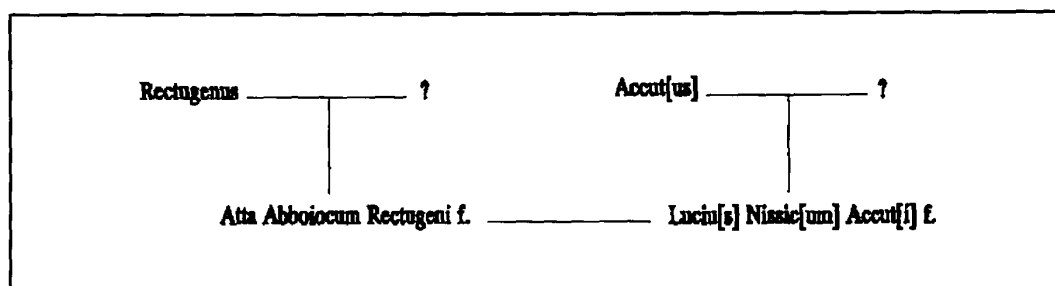 Rectugenus ? Accut[us] ?
Atta Abboiocum Rectugeni f. Luciu[s] Nissic[um] Accut[i] f.